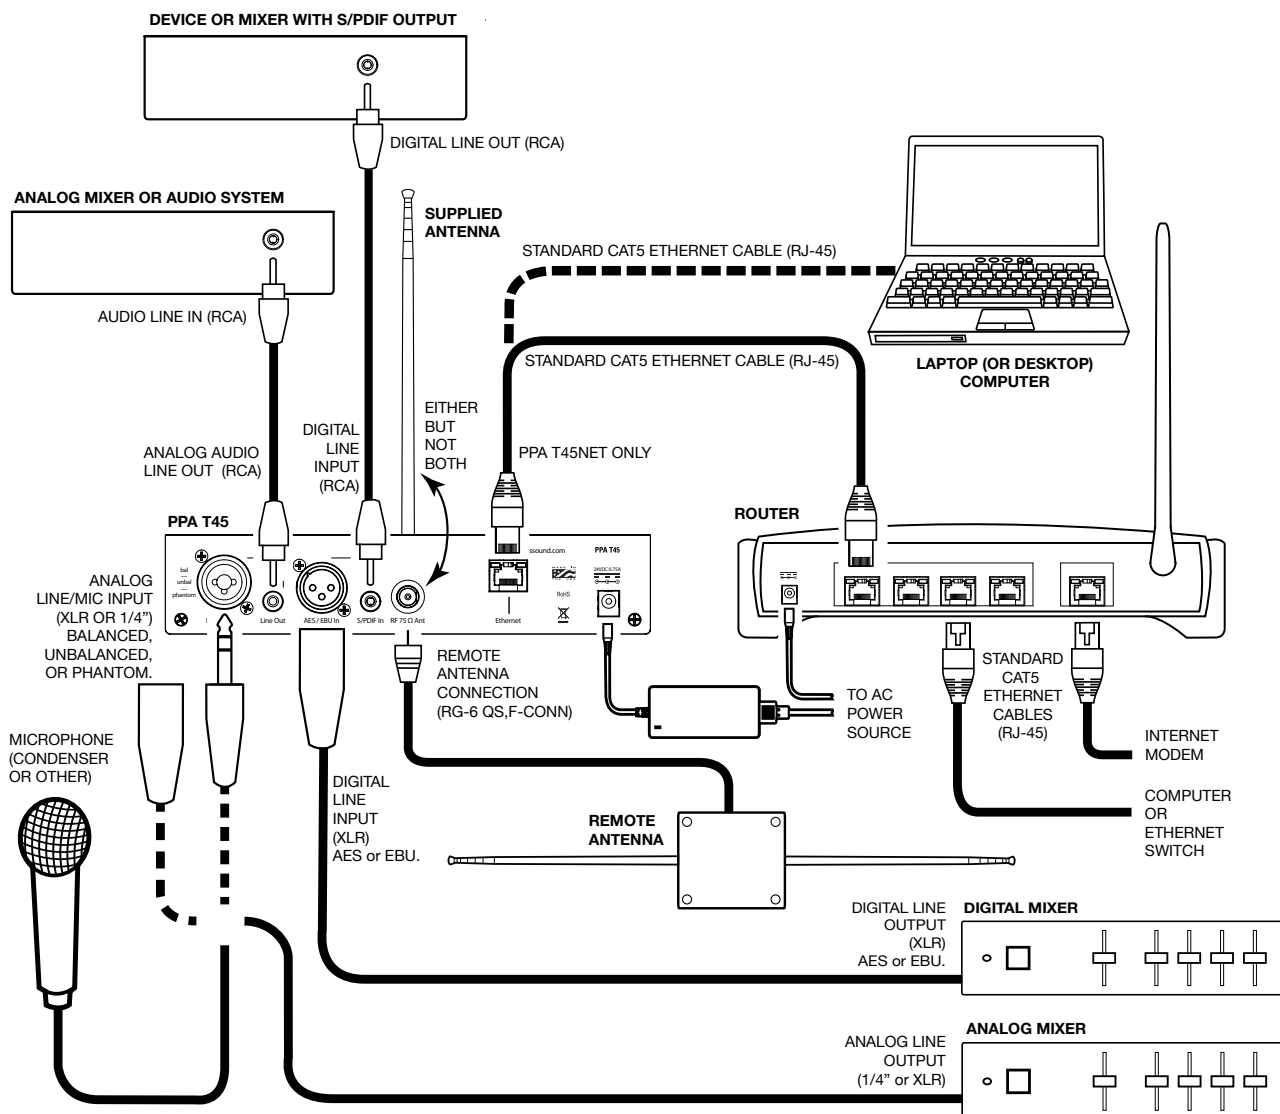 DEVICE OR MIXER WITH S/PDIF OUTPUT
DIGITAL LINE OUT (RCA)
ANALOG MIXER OR AUDIO SYSTEM
AUDIO LINE IN (RCA)
SUPPLIED
ANTENNA
STANDARD CAT5 ETHERNET CABLE (RJ-45)
STANDARD CAT5 ETHERNET CABLE (RJ-45)
LAPTOP (OR DESKTOP)
COMPUTER
EITHER
BUT
NOT
BOTH
DIGITAL
LINE
INPUT
(RCA)
ANALOG AUDIO
LINE OUT (RCA)
PPA T45NET ONLY
PPA T45
ROUTER
bal
unbal
phantom
Line Out
AES / EBU In
S/PDIF In
RF 75 Ω Ant
ssound.com
Ethernet
RoHS
PPA T45
24VDC 0.75A
ANALOG
LINE/MIC INPUT
(XLR OR 1/4”)
BALANCED,
UNBALANCED,
OR PHANTOM.
REMOTE
ANTENNA
CONNECTION
(RG-6 QS,F-CONN)
TO AC
POWER
SOURCE
STANDARD
CAT5
ETHERNET
CABLES
(RJ-45)
INTERNET
MODEM
COMPUTER
OR
ETHERNET
SWITCH
MICROPHONE
(CONDENSER
OR OTHER)
DIGITAL
LINE
INPUT
(XLR)
AES or EBU.
REMOTE
ANTENNA
DIGITAL LINE
OUTPUT
(XLR)
AES or EBU.
DIGITAL MIXER
ANALOG LINE
OUTPUT
(1/4” or XLR)
ANALOG MIXER